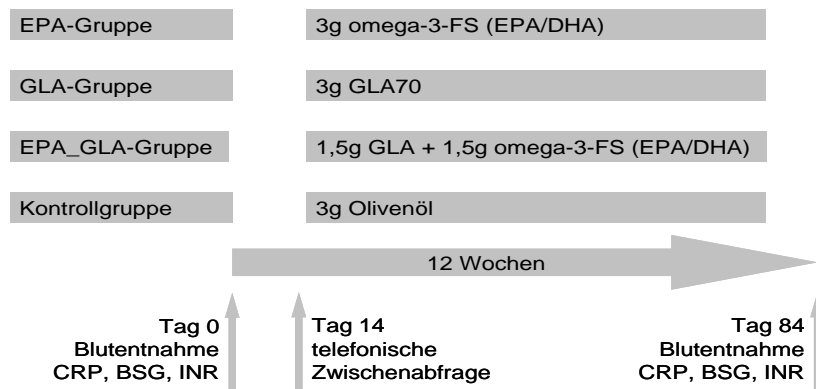 EPA-Gruppe
3g omega-3-FS (EPA/DHA)
GLA-Gruppe
3g GLA70
EPA_GLA-Gruppe
1,5g GLA + 1,5g omega-3-FS (EPA/DHA)
Kontrollgruppe
3g Olivenöl
12 Wochen
Tag 0
Blutentnahme
CRP, BSG, INR
Tag 14
telefonische
Zwischenabfrage
Tag 84
Blutentnahme
CRP, BSG, INR